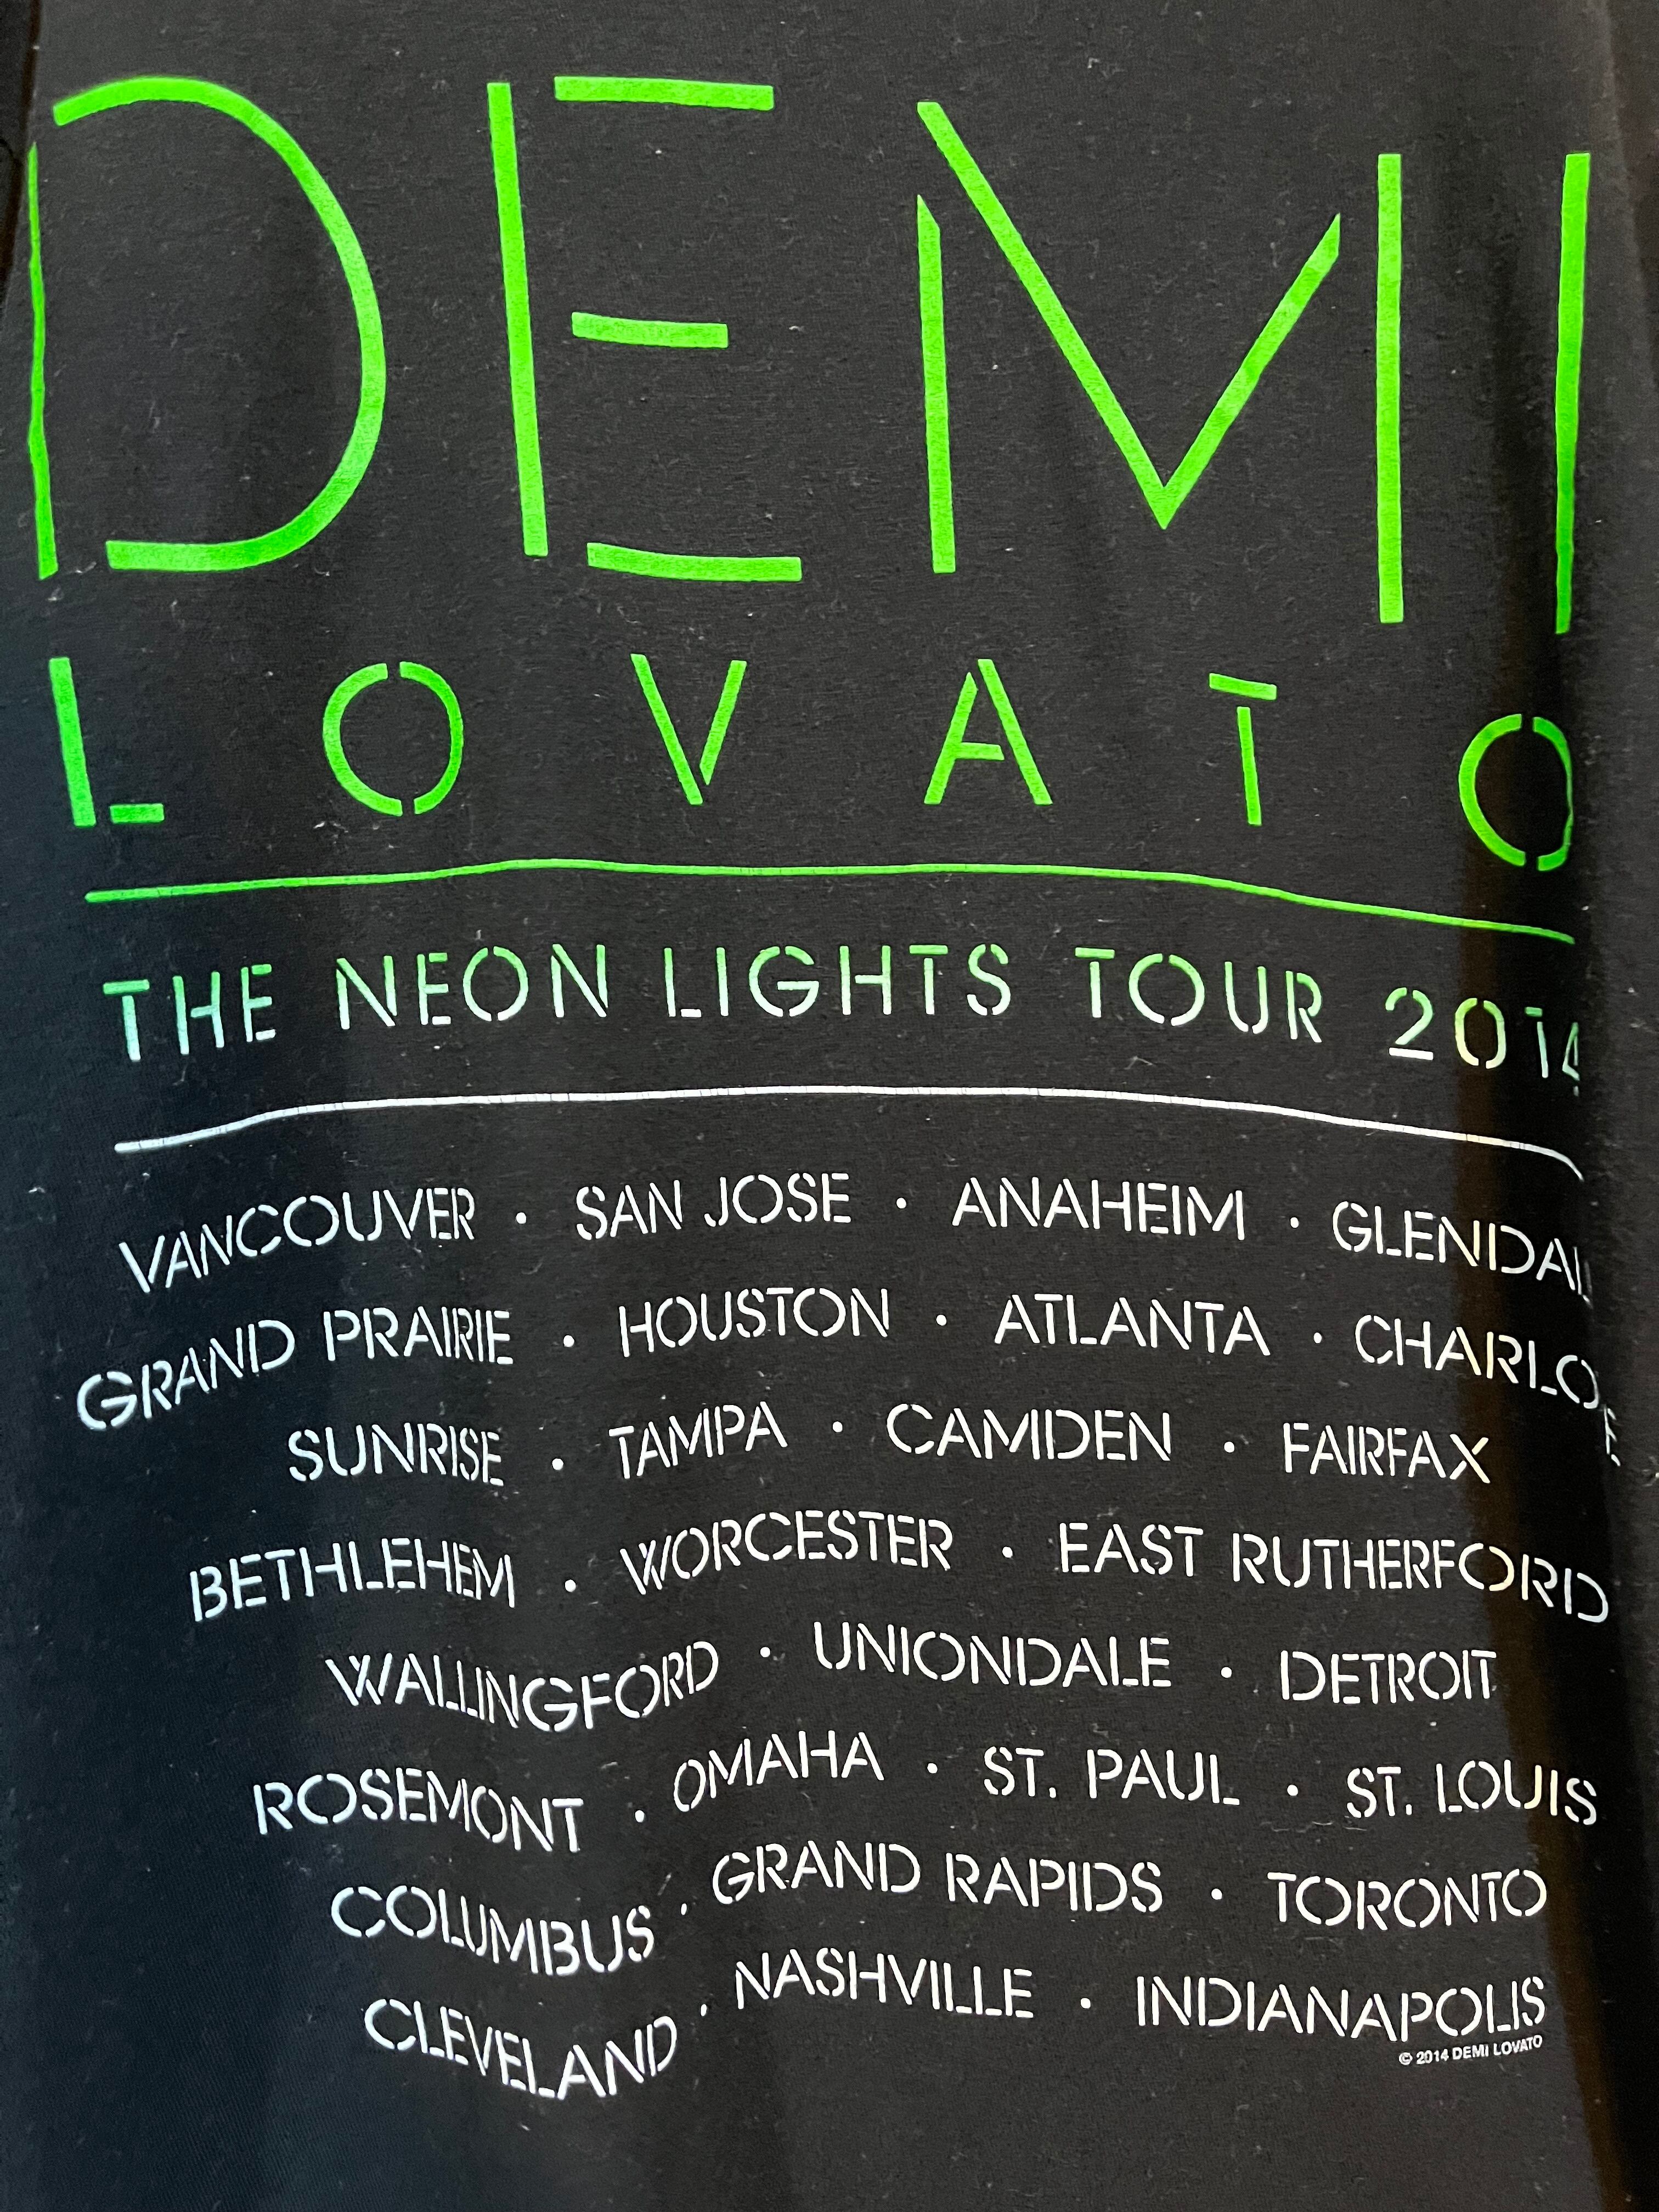 DEMI
LOVATO
THE NEON LIGHTS TOUR 2014
VANCOUVER · SAN JOSE · ANAHEIM · GLENDAL
GRAND PRAIRIE · HOUSTON · ATLANTA · CHARLO E
SUNRISE · TAMPA · CAMDEN · FAIRFAX
BETHLEHEM · WORCESTER · EAST RUTHERFORD
WALLINGFORD · UNIONDALE · DETROIT
ROSEMONT · OMAHA · ST. PAUL · ST. LOUIS
COLUMBUS · GRAND RAPIDS · TORONTO
CLEVELAND · NASHVILLE · INDIANAPOLIS
© 2014 DEMI LOVATO